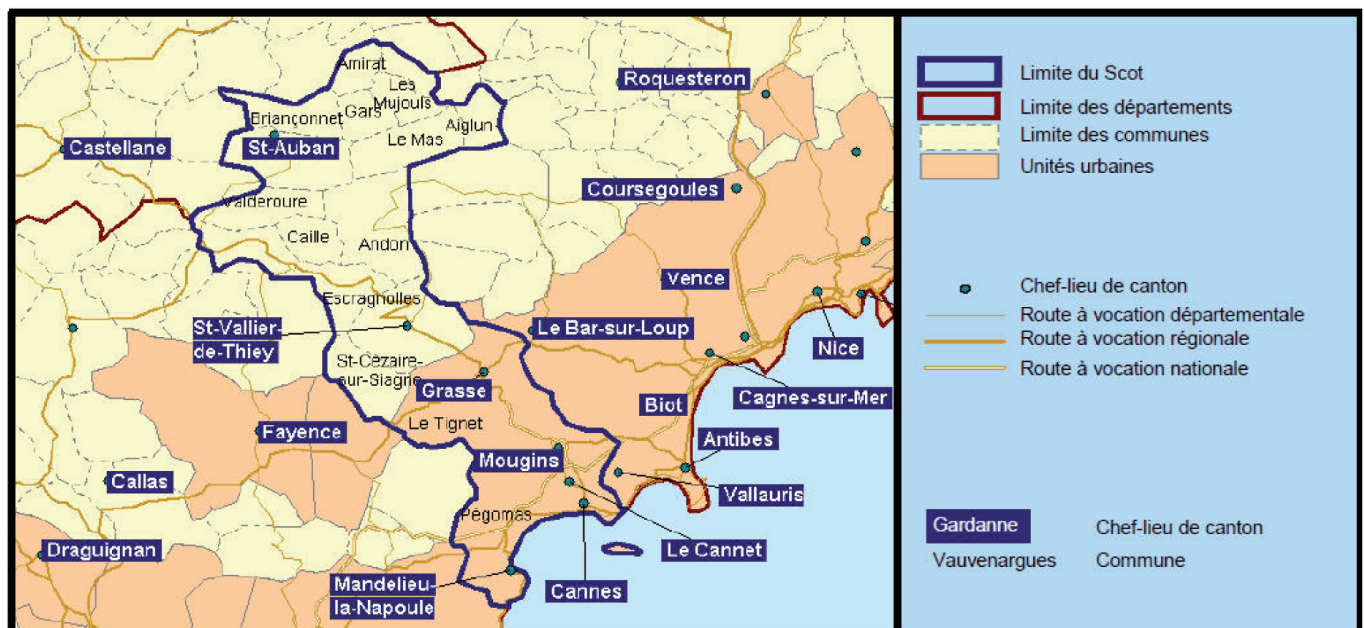 Amirat
Roquesteron
Les
Mujouls
Gars
Briançonnet
Aiglun
Le Mas
Castellane
St-Auban
Coursegoules
Valderoure
Caille
Andon
Vence
Escragnolles
St-Vallier-
de-Thiey
Le Bar-sur-Loup
Nice
St-Cézaire-
sur-Siagne
Grasse
Cagnes-sur-Mer
Biot
Le Tignet
Fayence
Antibes
Mougins
Callas
Vallauris
Pégomas
Draguignan
Le Cannet
Mandelieu-
la-Napoule
Cannes
Limite du Scot
Limite des départements
Limite des communes
Unités urbaines
Chef-lieu de canton
Route à vocation départementale
Route à vocation régionale
Route à vocation nationale
Gardanne Chef-lieu de canton
Vauvenargues Commune